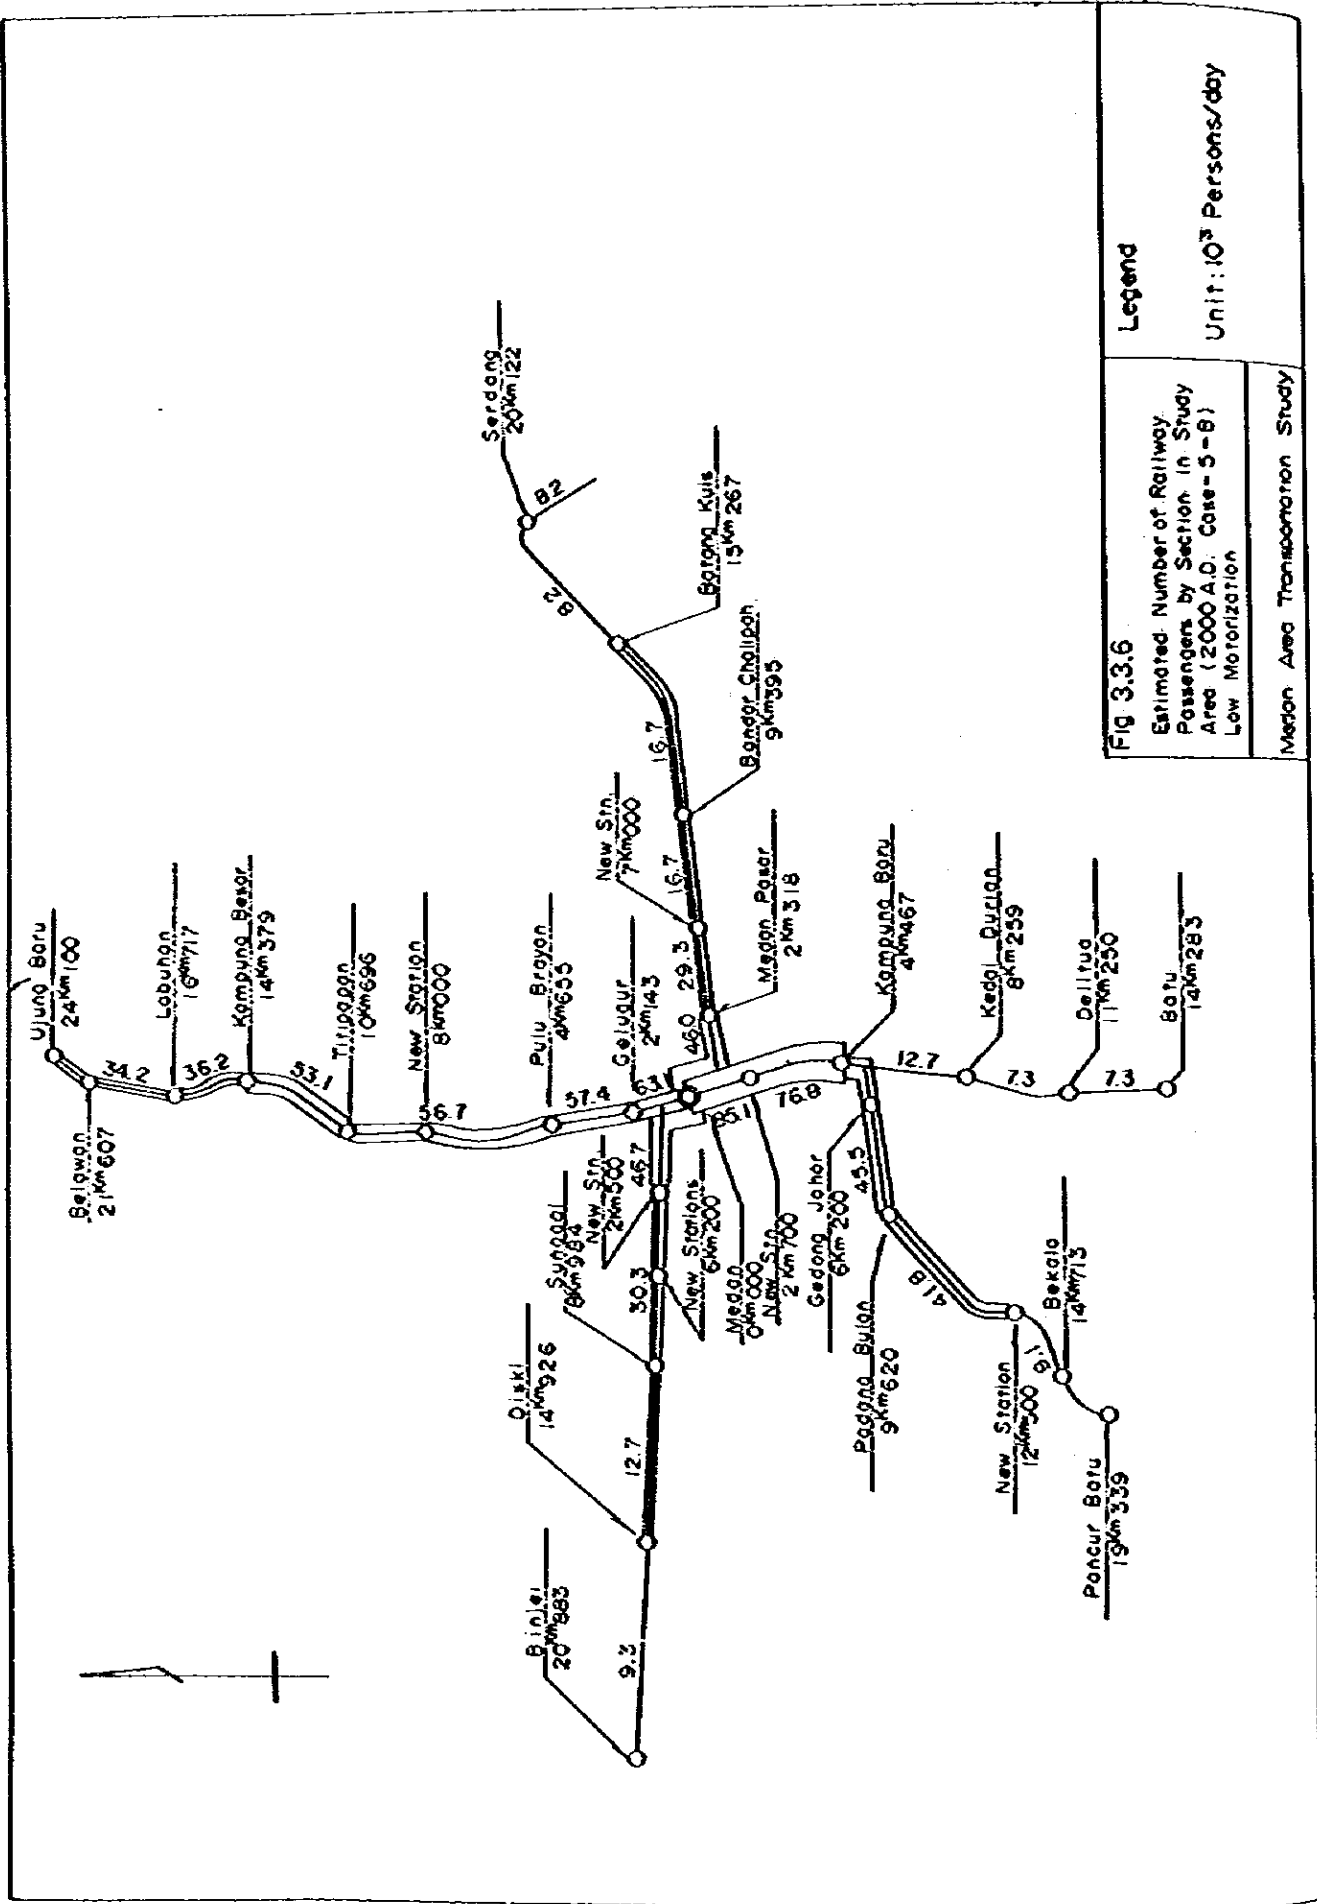 Ujung Baru
24Km100
Belawan
21Km607
34.2
Labuhan
16Km717
36.2
Kampung Besar
14Km379
53.1
Titipapan
10Km696
New Station
8Km000
56.7
Pulu Brayan
4Km655
57.4
Gelugur
2Km143
63.1
Binjei
20Km883
9.3
Diski
14Km926
12.7
Sunggal
8Km984
30.3
New Stn.
2Km500
46.7
New Stations
6Km200
Medan
0Km000
New Stn.
2Km700
85.1
76.8
46.0
Medan Pasar
2Km318
29.3
New Stn.
7Km000
16.7
Bandar Chalipah
9Km395
16.7
Batang Kuis
15Km267
8.2
Serdang
20Km122
82
Kampung Baru
4Km467
12.7
Kedai Durian
8Km259
7.3
Delitua
11Km250
7.3
Batu
14Km283
Gedong Johor
6Km200
45.5
Padang Bulan
9Km620
41.8
New Station
12Km500
9.1
Bekala
14Km713
Pancur Batu
19Km339
Fig 3.3.6
Estimated Number of Railway
Passengers by Section in Study
Area (2000 A.D. Case-5-B)
Low Motorization
Medan Area Transportation Study
Legend
Unit: 10³ Persons/day